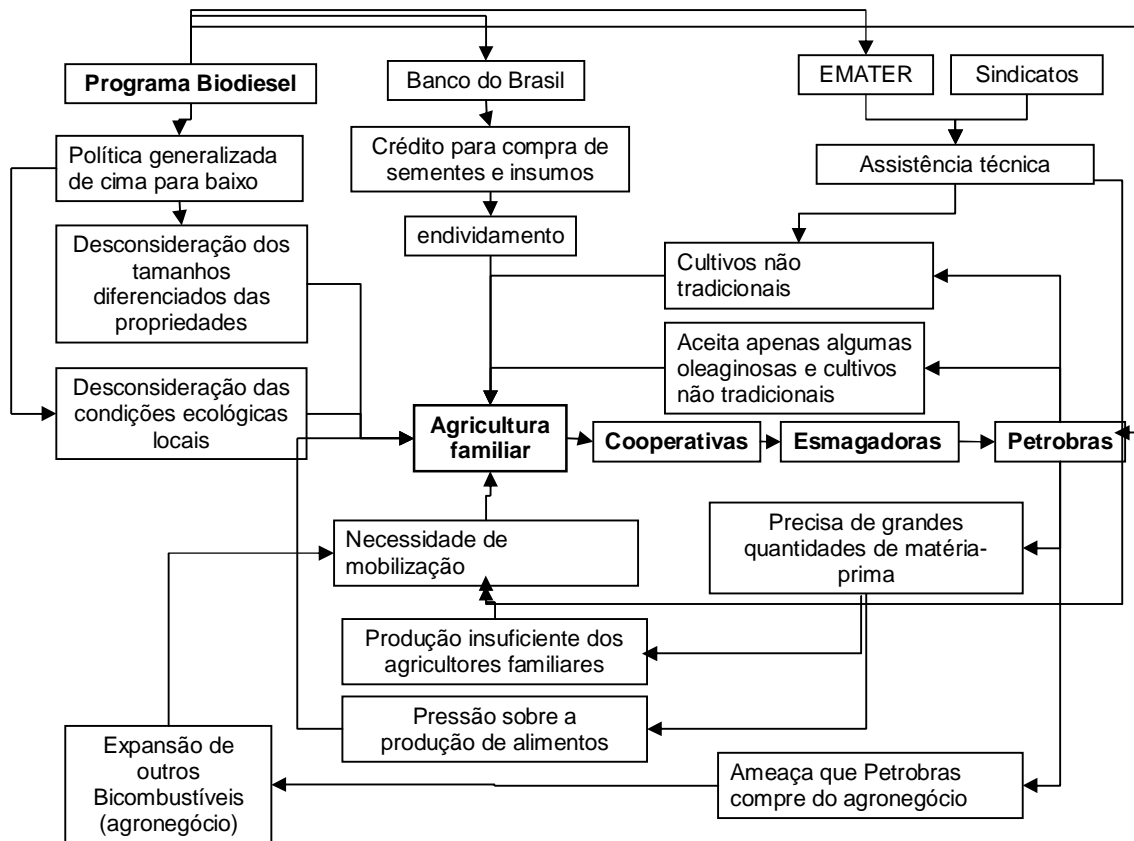 Programa Biodiesel
Banco do Brasil
EMATER
Sindicatos
Política generalizada
de cima para baixo
Crédito para compra de
sementes e insumos
Assistência técnica
endividamento
Desconsideração dos
tamanhos
diferenciados das
propriedades
Cultivos não
tradicionais
Aceita apenas algumas
oleaginosas e cultivos
não tradicionais
Desconsideração das
condições ecológicas
locais
Agricultura
familiar
Cooperativas
Esmagadoras
Petrobras
Necessidade de
mobilização
Precisa de grandes
quantidades de matéria-
prima
Produção insuficiente dos
agricultores familiares
Pressão sobre a
produção de alimentos
Expansão de
outros
Bicombustíveis
(agronegócio)
Ameaça que Petrobras
compre do agronegócio